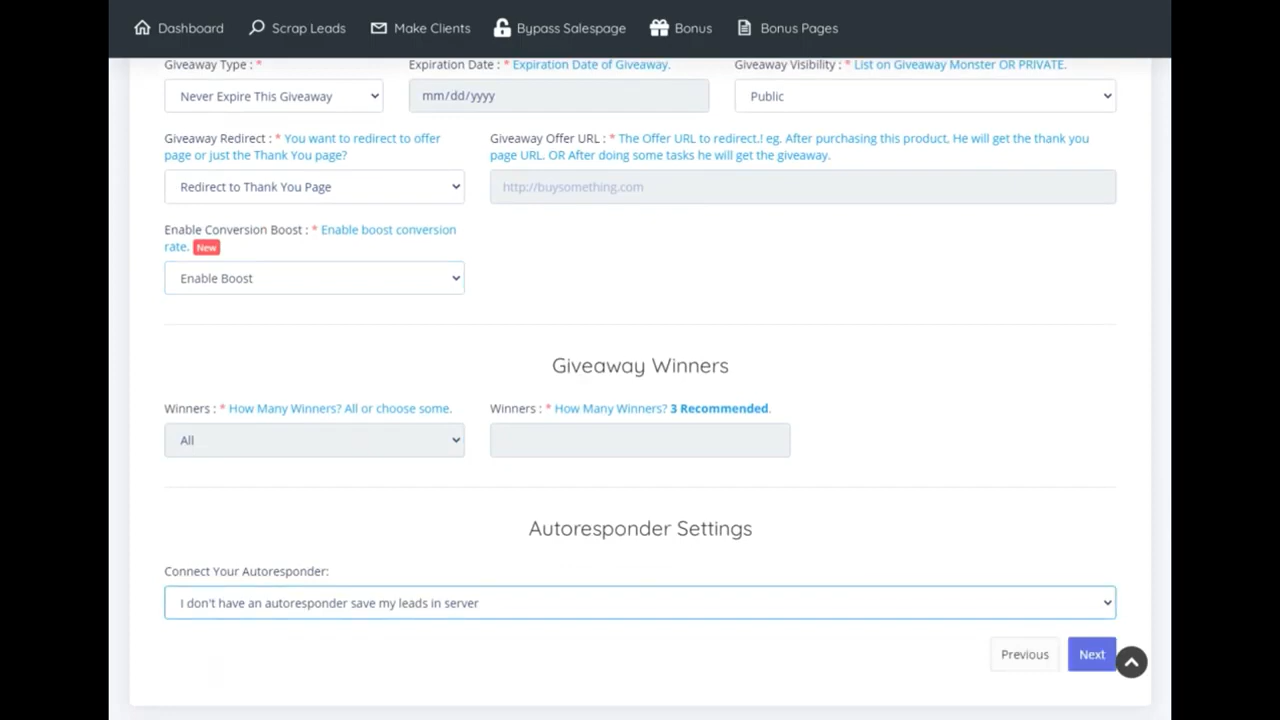 Dashboard Scrap Leads Make Clients Bypass Salespage Bonus Bonus Pages
Giveaway Type : * Expiration Date : * Expiration Date of Giveaway. Giveaway Visibility : * List on Giveaway Monster OR PRIVATE.
Never Expire This Giveaway mm/dd/yyyy Public
Giveaway Redirect : * You want to redirect to offer
page or just the Thank You page?
Giveaway Offer URL : * The Offer URL to redirect.! eg. After purchasing this product, He will get the thank you
page URL. OR After doing some tasks he will get the giveaway.
Redirect to Thank You Page http://buysomething.com
Enable Conversion Boost : * Enable boost conversion
rate. New
Enable Boost
Giveaway Winners
Winners : * How Many Winners? All or choose some. Winners : * How Many Winners? 3 Recommended.
All
Autoresponder Settings
Connect Your Autoresponder:
I don't have an autoresponder save my leads in server
Previous Next